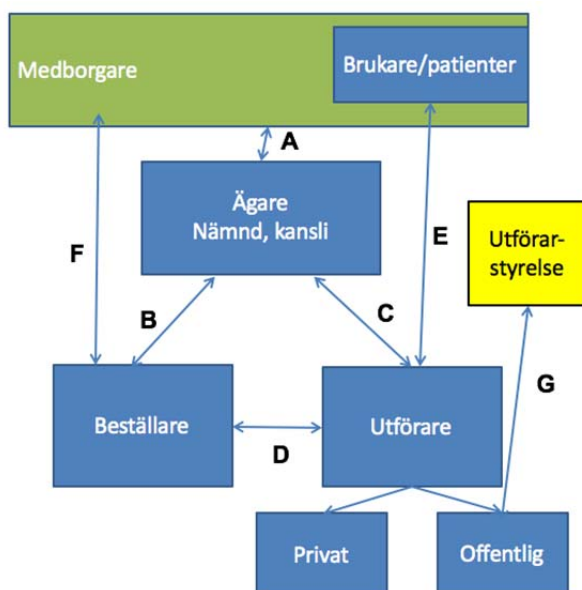 Medborgare
Brukare/patienter
A
Ägare
Nämnd, kansli
F
E
Utförar-
styrelse
B
C
G
Beställare
D
Utförare
Privat
Offentlig